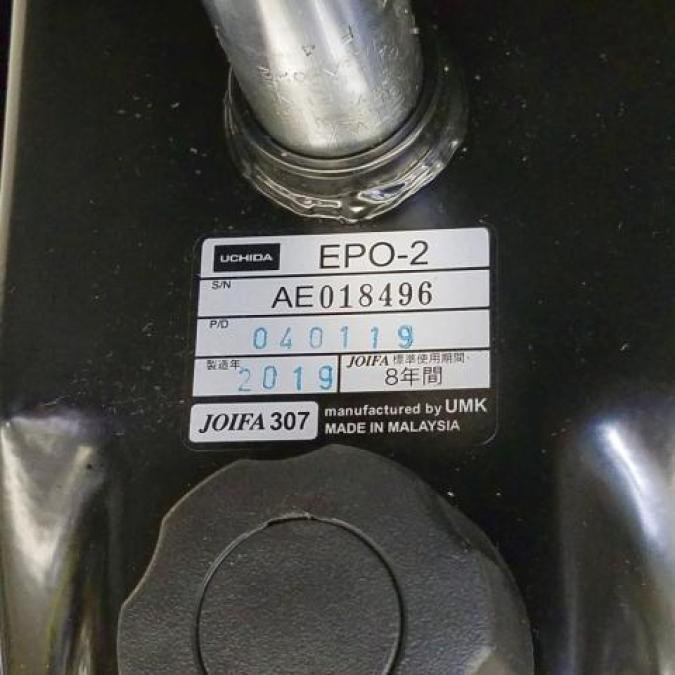 UCHIDA EPO-2
S/N AE018496
P/D 040119
製造年 2019 JOIFA 標準使用期間・
8年間
JOIFA 307 manufactured by UMK
MADE IN MALAYSIA